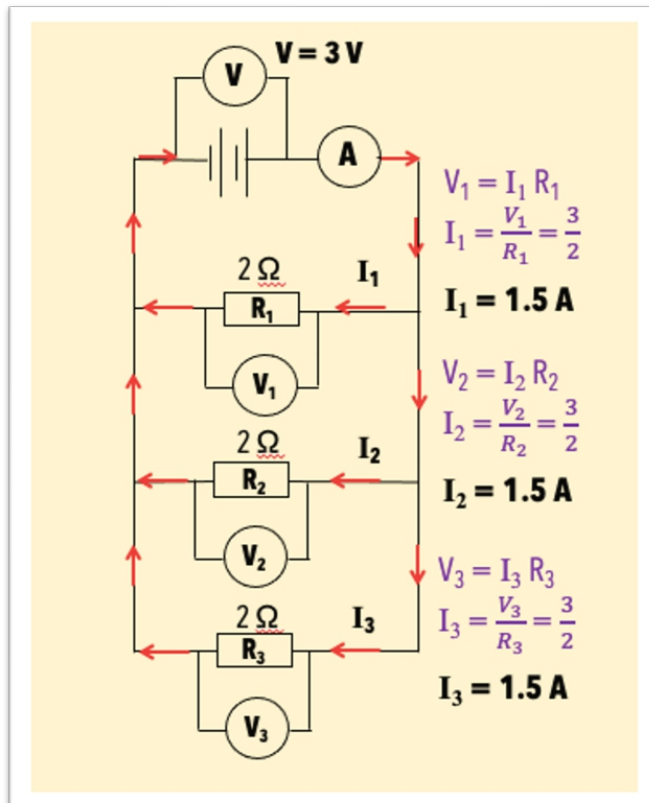 V = 3 V
V
A
V₁ = I₁ R₁
I₁ = V₁/R₁ = 3/2
I₁ = 1.5 A
2 Ω
I₁
R₁
V₁
V₂ = I₂ R₂
I₂ = V₂/R₂ = 3/2
I₂ = 1.5 A
2 Ω
I₂
R₂
V₂
V₃ = I₃ R₃
I₃ = V₃/R₃ = 3/2
I₃ = 1.5 A
2 Ω
I₃
R₃
V₃